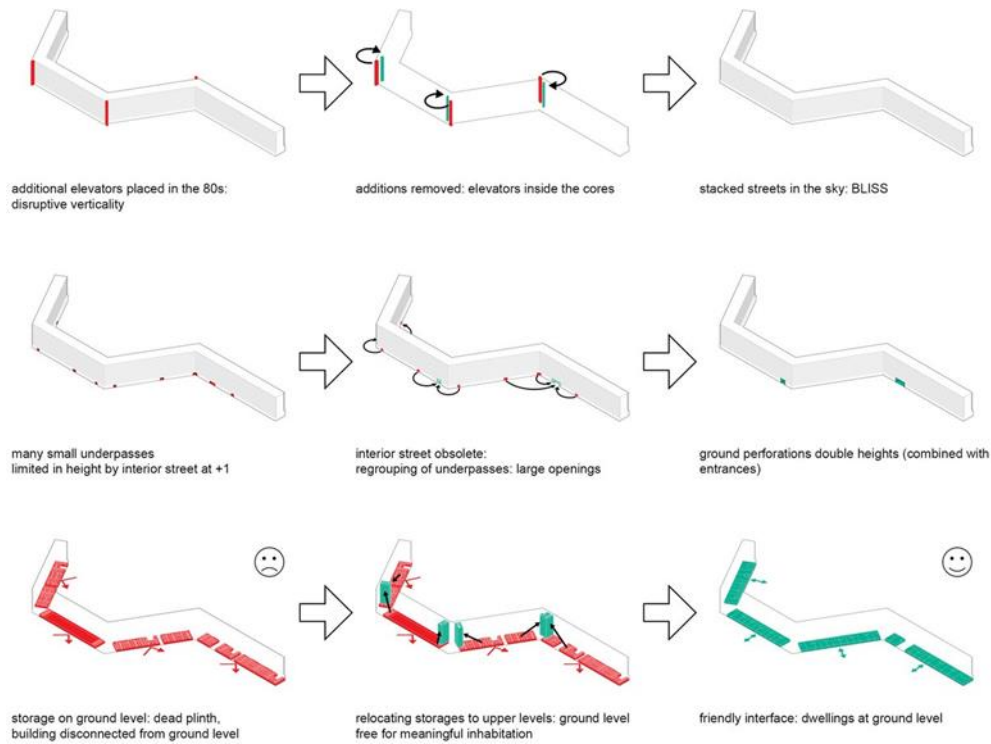 additional elevators placed in the 80s:
disruptive verticality
additions removed: elevators inside the cores
stacked streets in the sky: BLISS
many small underpasses
limited in height by interior street at +1
interior street obsolete:
regrouping of underpasses: large openings
ground perforations double heights (combined with
entrances)
storage on ground level: dead plinth,
building disconnected from ground level
relocating storages to upper levels: ground level
free for meaningful inhabitation
friendly interface: dwellings at ground level